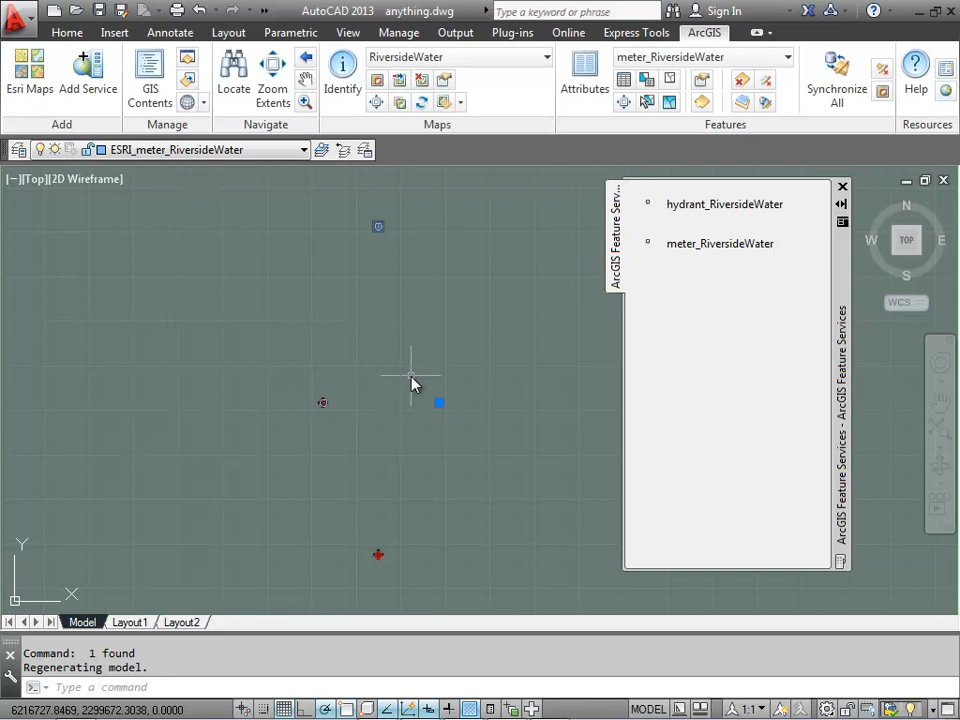 AutoCAD 2013 anything.dwg
Type a keyword or phrase
Sign In
Home Insert Annotate Layout Parametric View Manage Output Plug-ins Online Express Tools ArcGIS
RiversideWater
meter_RiversideWater
Esri Maps
Add Service
GIS
Contents
Locate
Zoom
Extents
Identify
Attributes
Synchronize
All
Help
Add
Manage
Navigate
Maps
Features
Resources
ESRI_meter_RiversideWater
[−][Top][2D Wireframe]
hydrant_RiversideWater
meter_RiversideWater
ArcGIS Feature Serv...
ArcGIS Feature Services - ArcGIS Feature Services
N
W TOP E
S
WCS
Y
X
Model Layout1 Layout2
Command: 1 found
Regenerating model.
Type a command
6216727.8469, 2299672.3038, 0.0000
MODEL
1:1